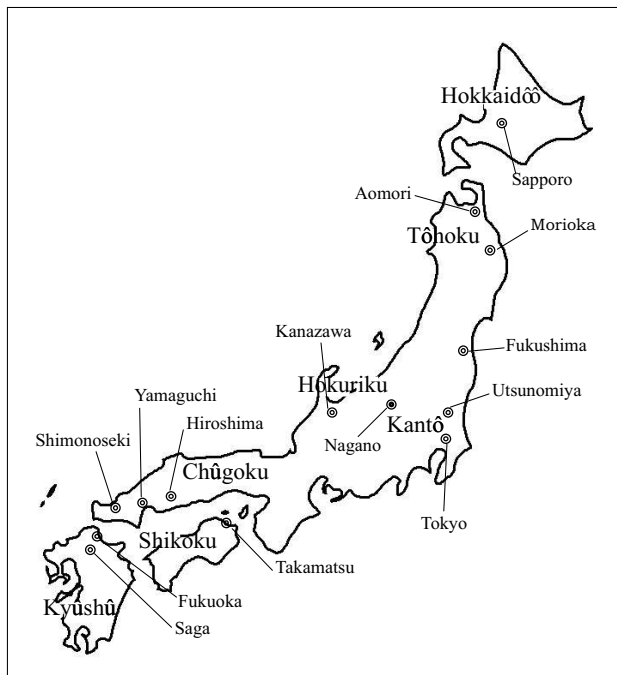 Hokkaidôô
Sapporo
Aomori
Tôhoku
Morioka
Kanazawa
Fukushima
Hokuriku
Yamaguchi
Utsunomiya
Hiroshima
Kantô
Shimonoseki
Nagano
Chûgoku
Tokyo
Shikoku
Takamatsu
Fukuoka
Kyûshû
Saga